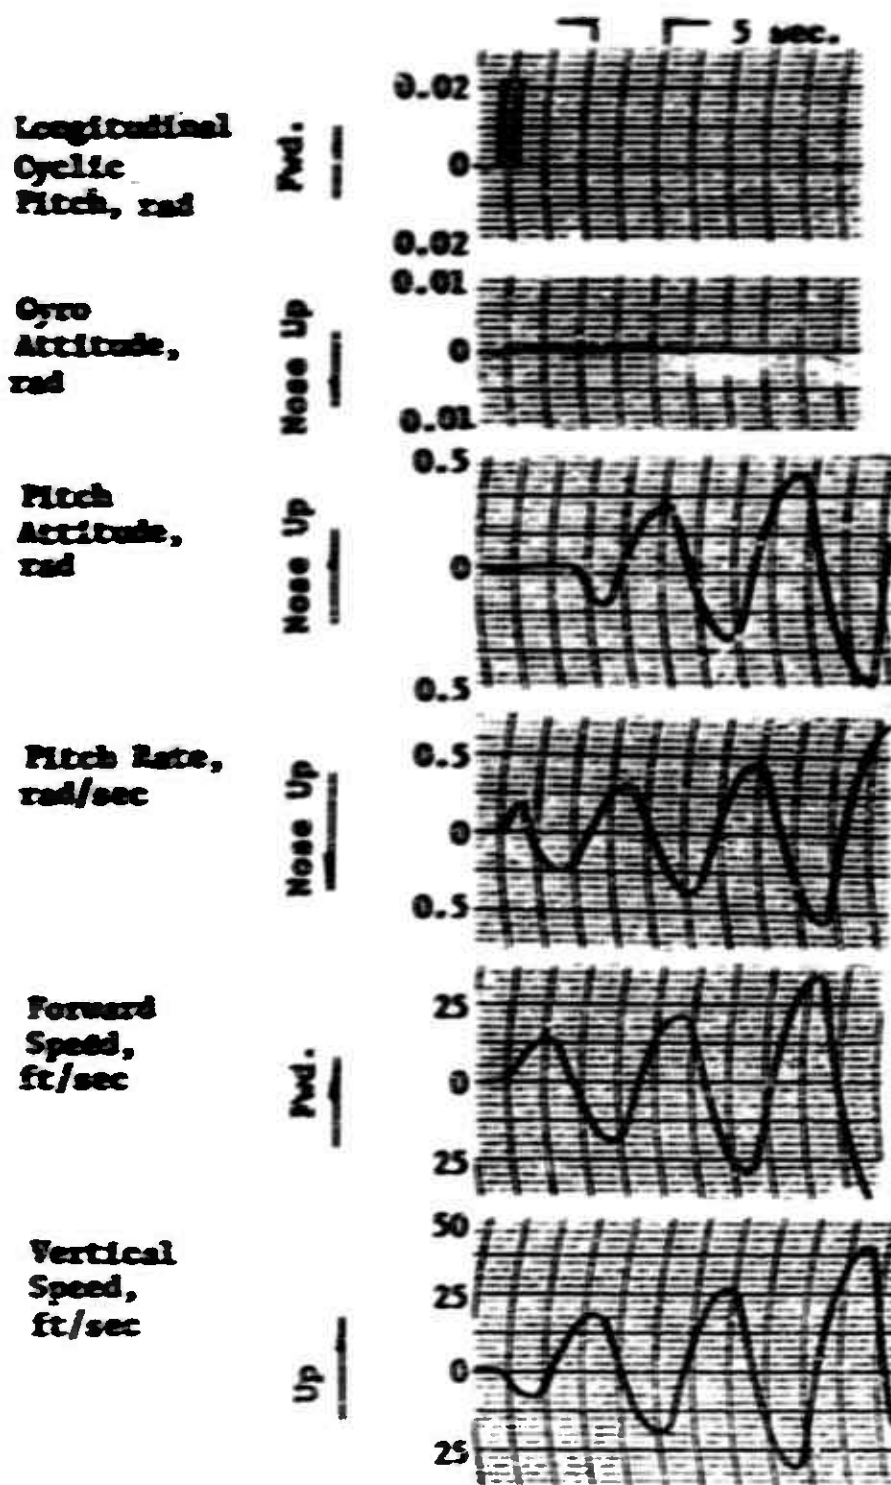 5 sec.
Longitudinal
Cyclic
Pitch, rad
Fwd.
0.02
0
0.02
Gyro
Attitude,
rad
Nose Up
0.01
0
0.01
Pitch
Attitude,
rad
Nose Up
0.5
0
0.5
Pitch Rate,
rad/sec
Nose Up
0.5
0
0.5
Forward
Speed,
ft/sec
Fwd.
25
0
25
Vertical
Speed,
ft/sec
Up
50
25
0
25